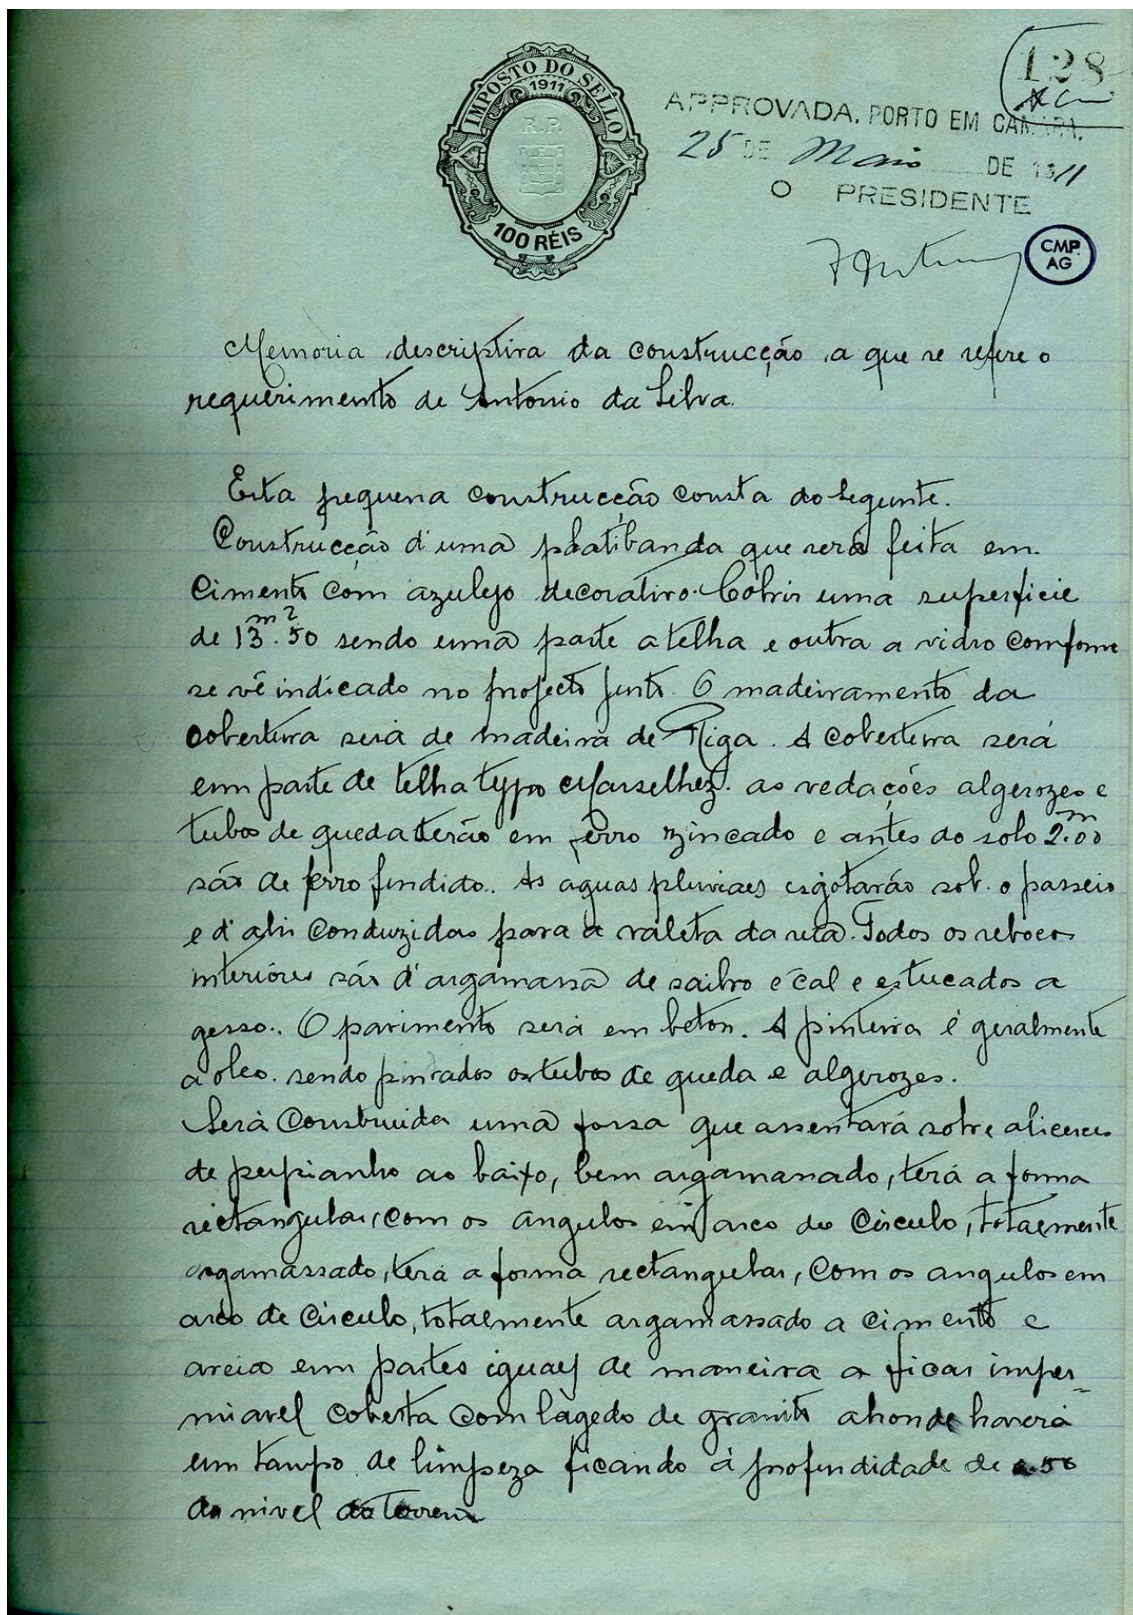 128
IMPOSTO DO SELLO
1911
R.P.
100 RÉIS
APPROVADA. PORTO EM CAMARA,
25 DE Maio DE 1911
O PRESIDENTE
CMP
AG
Memoria descriptiva da construcção a que se refere o
requerimento de Antonio da Silva.
Esta pequena construcção consta do seguinte.
Construcção d'uma platibanda que será feita em
cimento com azulejo decorativo. Cobrir uma superficie
de 13.50 m² sendo uma parte a telha e outra a vidro comfome
se vê indicado no projecto junto. O madeiramento da
cobertura será de madeira de Riga. A cobertura será
em parte de telha typo Marselhez. as vedações algerozes e
tubos de queda terão em ferro zincado e antes do solo 2.00 m
são de ferro fundido.. As aguas pluviaes esgotarão sob. o passeio
e d'ahi conduzidas para a valeta da rua. Todos os rebocos
interiores são d'argamassa de saibro e cal e estucados a
gesso.. O pavimento será em beton. A pinteira é geralmente
a oleo. sendo pintados os tubos de queda e algerozes.
Será construida uma fossa que assentará sobre alicerces
de perpianho ao baixo, bem argamassado, terá a forma
rectangular, com os angulos em arco de circulo, totalmente
argamassado, terá a forma rectangular, com os angulos em
arco de circulo, totalmente argamassado a cimento e
areia em partes iguaes de maneira a ficar imper-
miavel coberta com lagedo de granito ahonde haverá
um tampo de limpeza ficando á profundidade de 0.50
do nivel do terreno